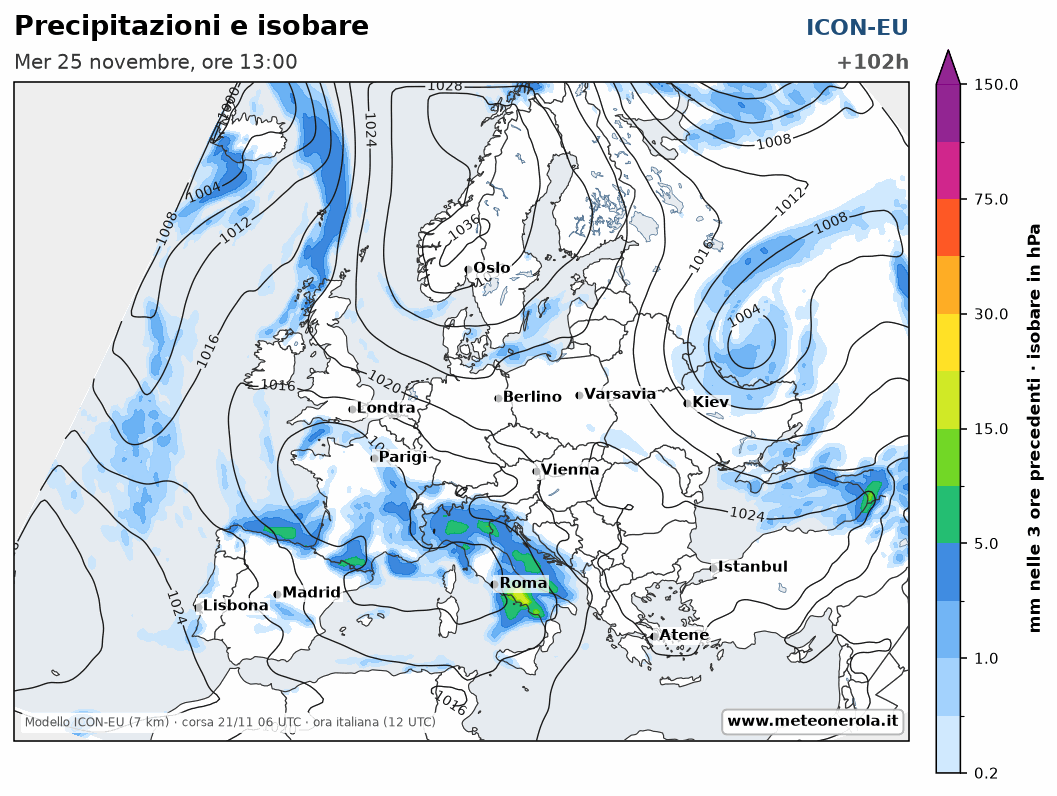 Precipitazioni e isobare
ICON-EU
Mer 25 novembre, ore 13:00
+102h
1028
1000
1024
1008
1004
1012
1008
1012
1036
1008
1016
Oslo
1004
1016
1016
1020
Londra
Berlino
Varsavia
Kiev
Parigi
Vienna
1024
Istanbul
Roma
Madrid
Lisbona
1024
Atene
1016
Modello ICON-EU (7 km) · corsa 21/11 06 UTC · ora italiana (12 UTC)
www.meteonerola.it
150.0
75.0
30.0
15.0
5.0
1.0
0.2
mm nelle 3 ore precedenti · isobare in hPa